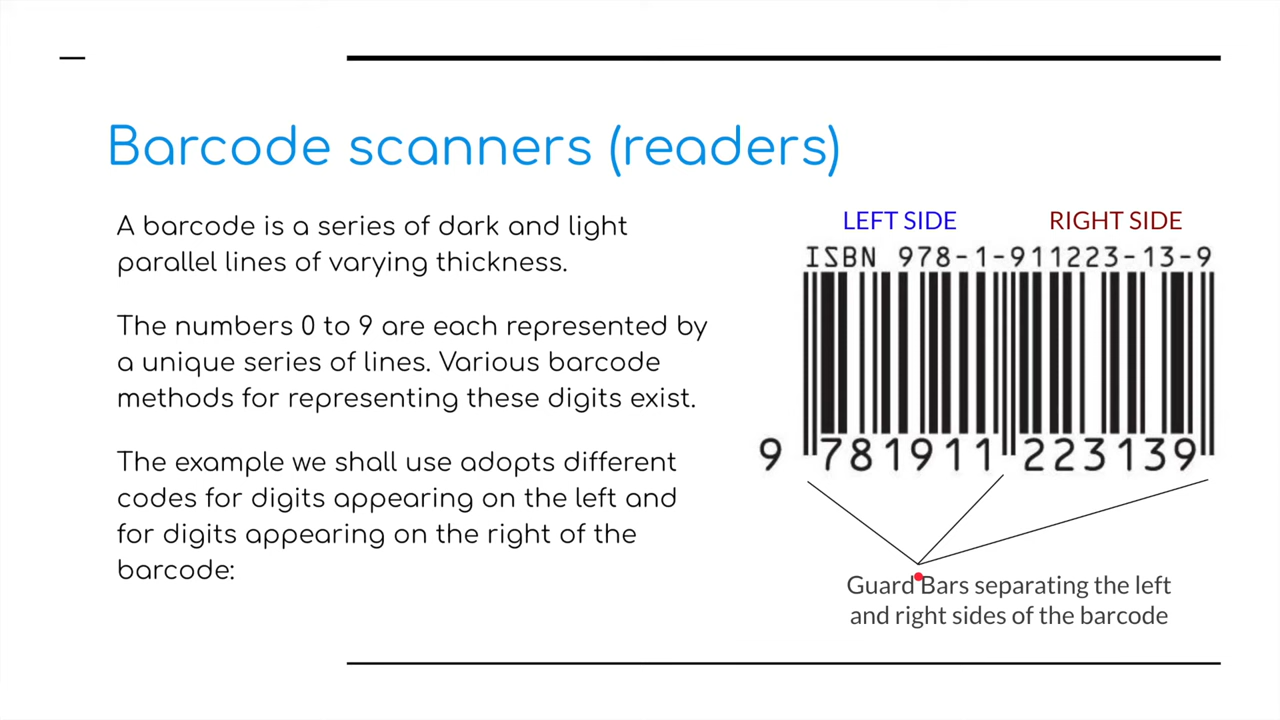 Barcode scanners (readers)
A barcode is a series of dark and light
parallel lines of varying thickness.
The numbers 0 to 9 are each represented by
a unique series of lines. Various barcode
methods for representing these digits exist.
The example we shall use adopts different
codes for digits appearing on the left and
for digits appearing on the right of the
barcode:
LEFT SIDE RIGHT SIDE
ISBN 978-1-911223-13-9
9 781911 223139
Guard Bars separating the left
and right sides of the barcode